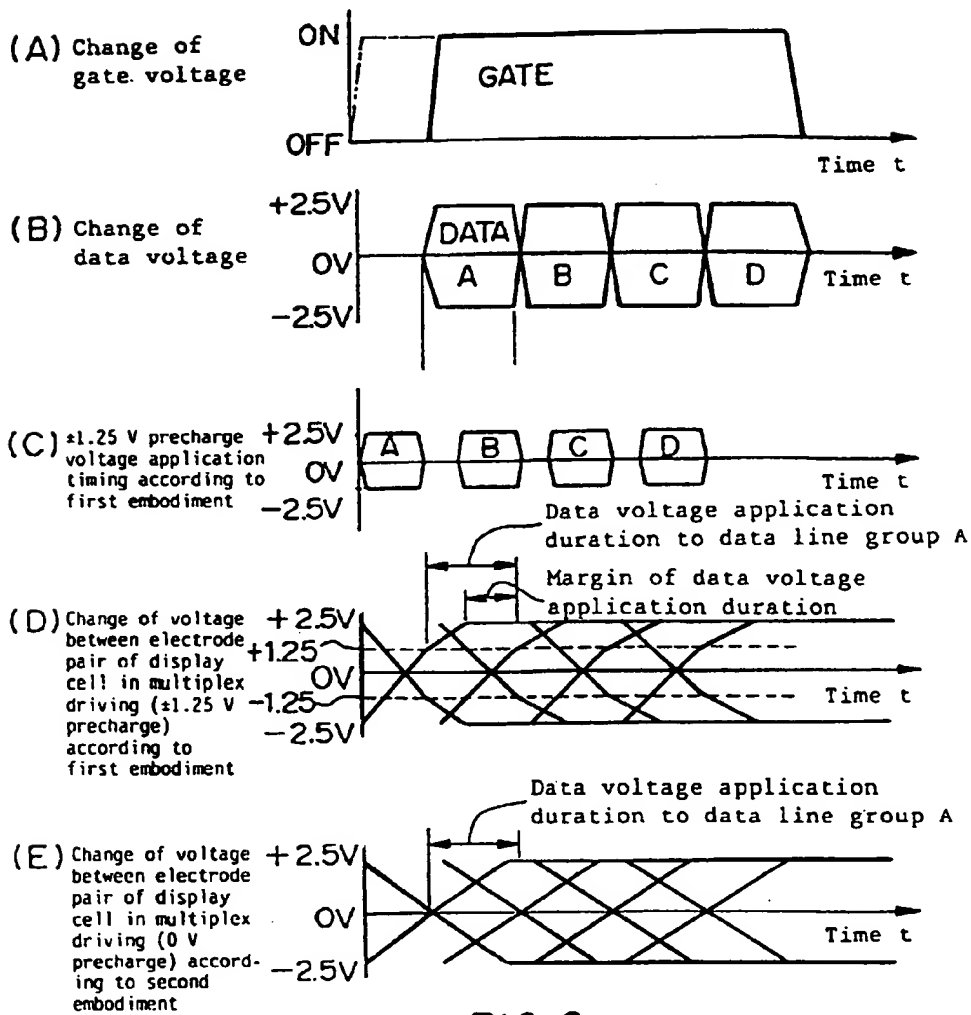 (A) Change of
gate voltage
ON
GATE
OFF
Time t
(B) Change of
data voltage
+2.5V
DATA
0V
A B C D
Time t
−2.5V
(C) ±1.25 V precharge
voltage application
timing according to
first embodiment
+2.5V
A B C D
0V
Time t
−2.5V
Data voltage application
duration to data line group A
Margin of data voltage
application duration
(D) Change of voltage
between electrode
pair of display
cell in multiplex
driving (±1.25 V
precharge)
according to
first embodiment
+2.5V
+1.25
0V
Time t
−1.25
−2.5V
Data voltage application
duration to data line group A
(E) Change of voltage
between electrode
pair of display
cell in multiplex
driving (0 V
precharge) accord-
ing to second
embodiment
+2.5V
0V
Time t
−2.5V